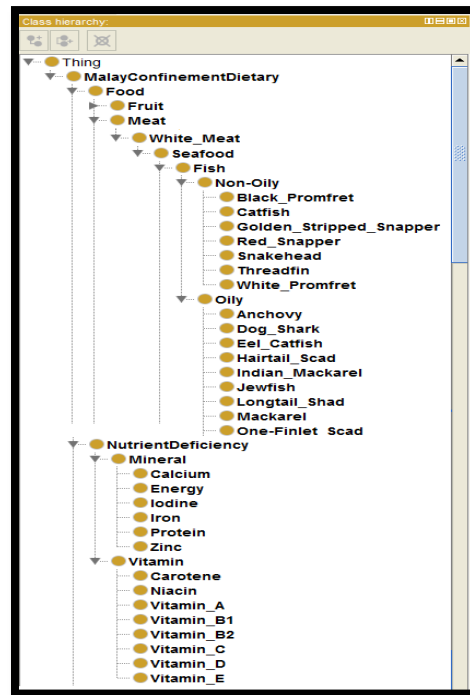 Class hierarchy:
Thing
MalayConfinementDietary
Food
Fruit
Meat
White_Meat
Seafood
Fish
Non-Oily
Black_Promfret
Catfish
Golden_Stripped_Snapper
Red_Snapper
Snakehead
Threadfin
White_Promfret
Oily
Anchovy
Dog_Shark
Eel_Catfish
Hairtail_Scad
Indian_Mackarel
Jewfish
Longtail_Shad
Mackarel
One-Finlet_Scad
NutrientDeficiency
Mineral
Calcium
Energy
Iodine
Iron
Protein
Zinc
Vitamin
Carotene
Niacin
Vitamin_A
Vitamin_B1
Vitamin_B2
Vitamin_C
Vitamin_D
Vitamin_E